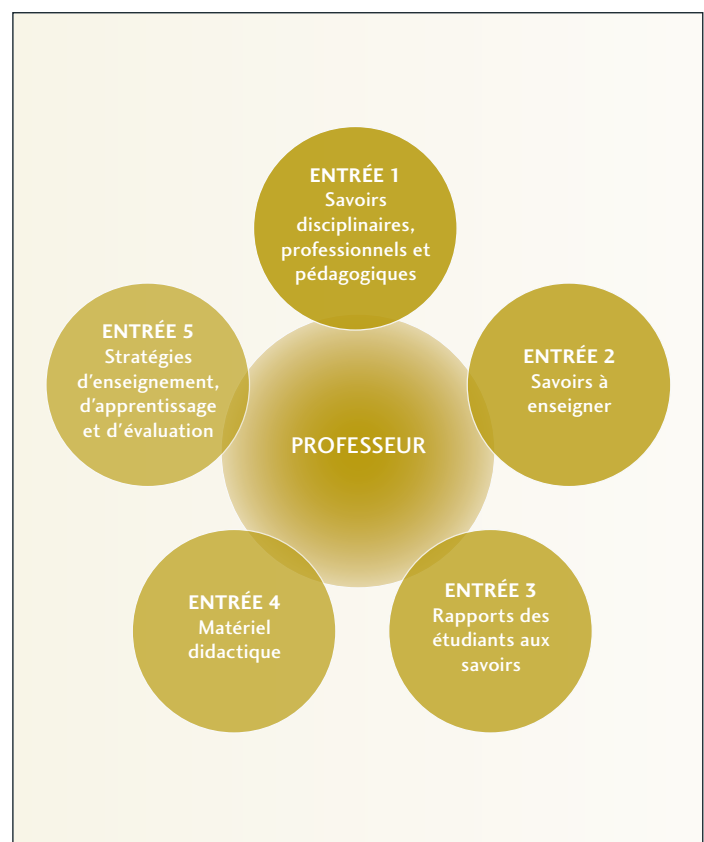 ENTRÉE 1
Savoirs
disciplinaires,
professionnels et
pédagogiques
ENTRÉE 2
Savoirs à
enseigner
ENTRÉE 3
Rapports des
étudiants aux
savoirs
ENTRÉE 4
Matériel
didactique
ENTRÉE 5
Stratégies
d'enseignement,
d'apprentissage
et d'évaluation
PROFESSEUR